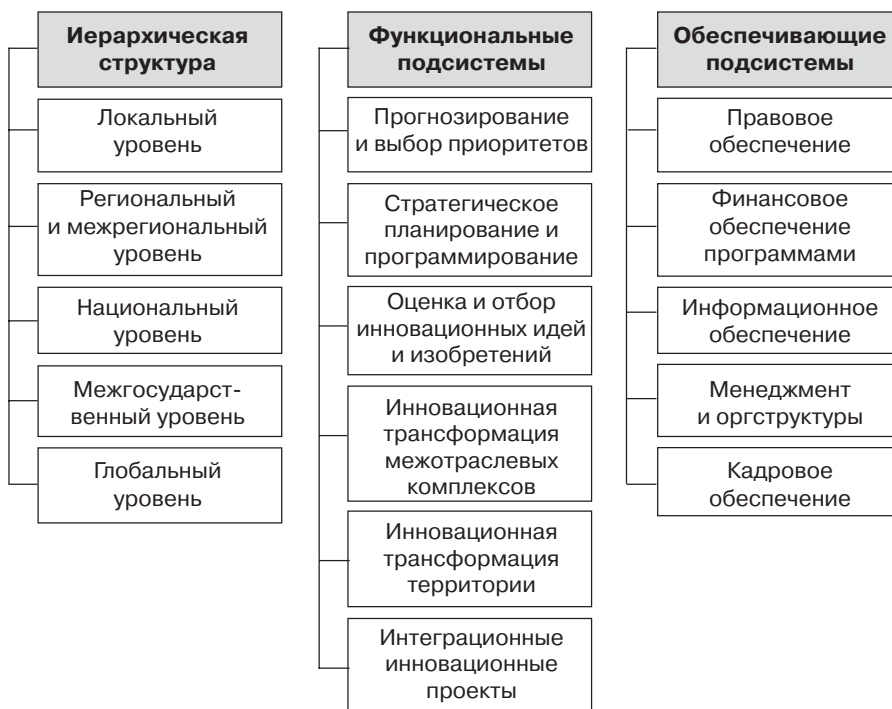 Иерархическая
структура
Локальный
уровень
Региональный
и межрегиональный
уровень
Национальный
уровень
Межгосударст-
венный уровень
Глобальный
уровень
Функциональные
подсистемы
Прогнозирование
и выбор приоритетов
Стратегическое
планирование и
программирование
Оценка и отбор
инновационных идей
и изобретений
Инновационная
трансформация
межотраслевых
комплексов
Инновационная
трансформация
территории
Интеграционные
инновационные
проекты
Обеспечивающие
подсистемы
Правовое
обеспечение
Финансовое
обеспечение
программами
Информационное
обеспечение
Менеджмент
и оргструктуры
Кадровое
обеспечение